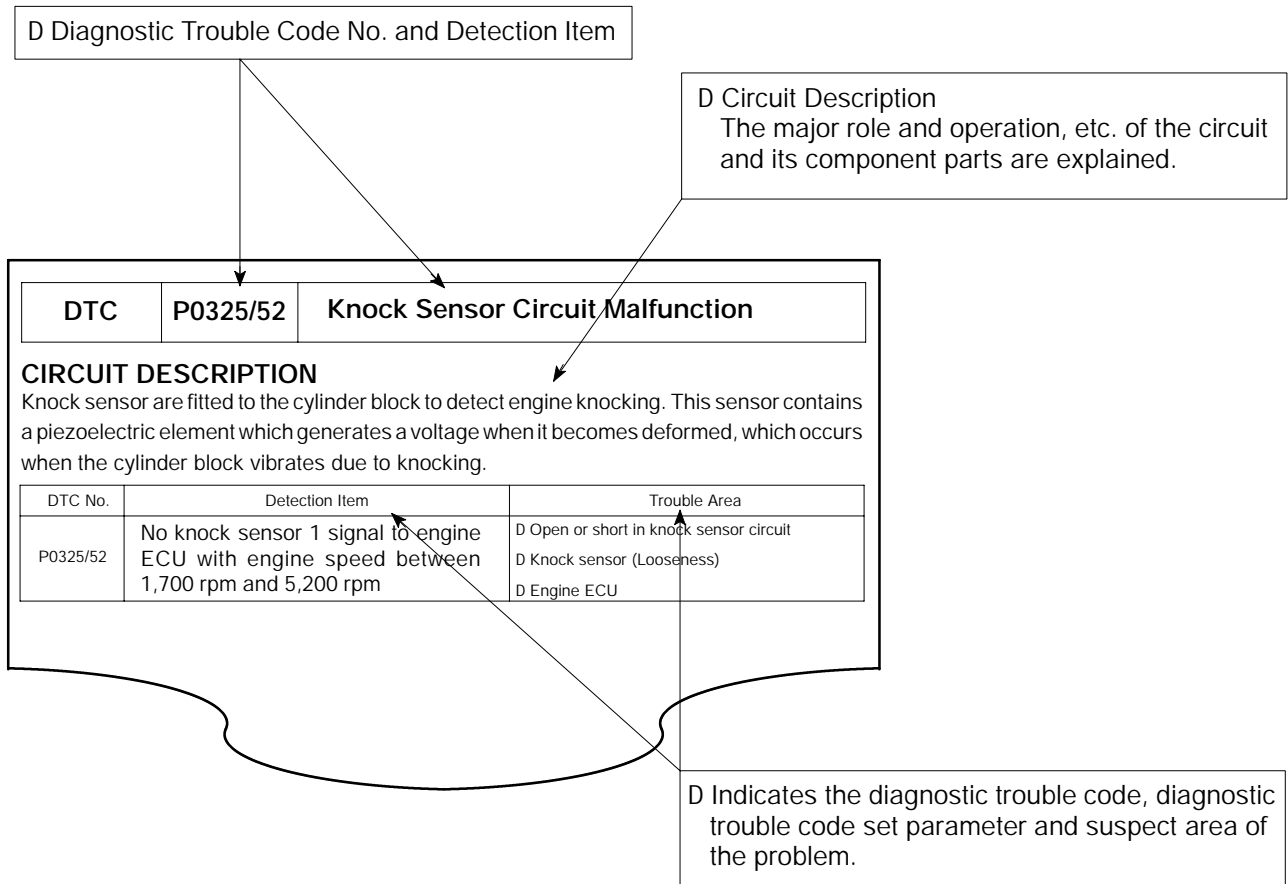 D Diagnostic Trouble Code No. and Detection Item
D Circuit Description
The major role and operation, etc. of the circuit
and its component parts are explained.
DTC P0325/52 Knock Sensor Circuit Malfunction
CIRCUIT DESCRIPTION
Knock sensor are fitted to the cylinder block to detect engine knocking. This sensor contains
a piezoelectric element which generates a voltage when it becomes deformed, which occurs
when the cylinder block vibrates due to knocking.
DTC No. Detection Item Trouble Area
P0325/52
No knock sensor 1 signal to engine
ECU with engine speed between
1,700 rpm and 5,200 rpm
D Open or short in knock sensor circuit
D Knock sensor (Looseness)
D Engine ECU
D Indicates the diagnostic trouble code, diagnostic
trouble code set parameter and suspect area of
the problem.